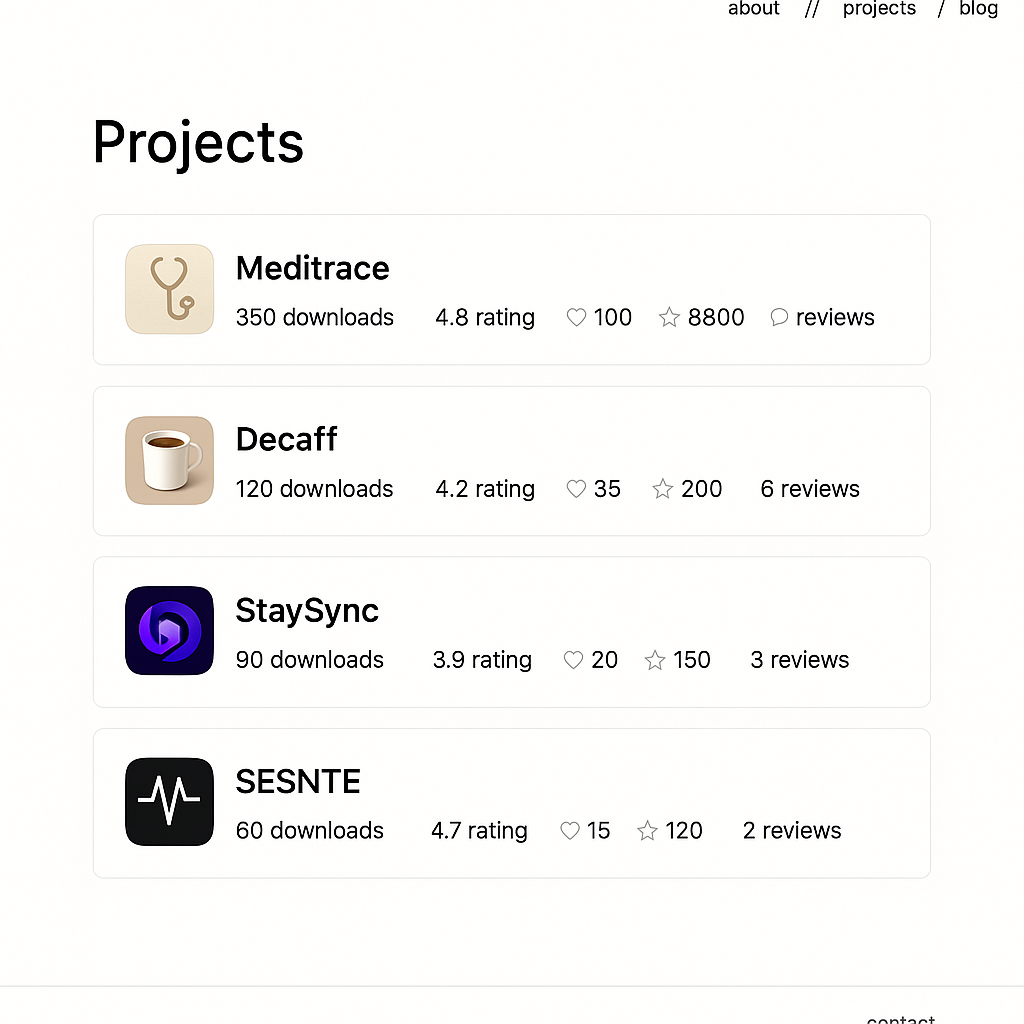 about // projects / blog
Projects
Meditrace
350 downloads 4.8 rating 100 8800 reviews
Decaff
120 downloads 4.2 rating 35 200 6 reviews
StaySync
90 downloads 3.9 rating 20 150 3 reviews
SESNTE
60 downloads 4.7 rating 15 120 2 reviews
contact